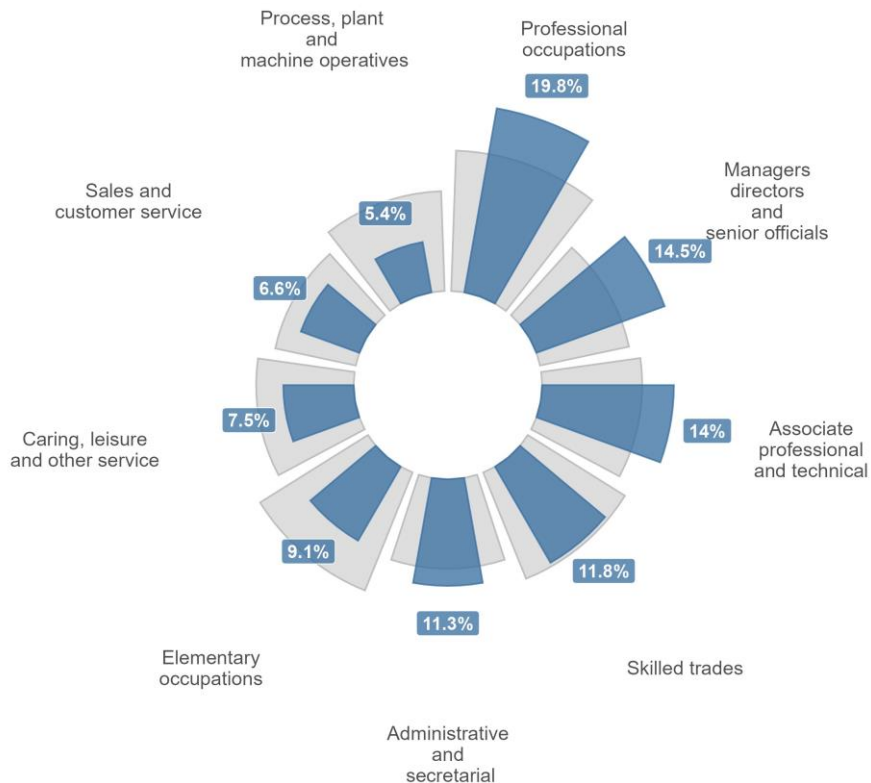 Process, plant
and
machine operatives
Professional
occupations
19.8%
Managers
directors
and
senior officials
14.5%
Sales and
customer service
5.4%
6.6%
Caring, leisure
and other service
7.5%
Associate
professional
and technical
14%
9.1%
11.8%
11.3%
Elementary
occupations
Skilled trades
Administrative
and
secretarial